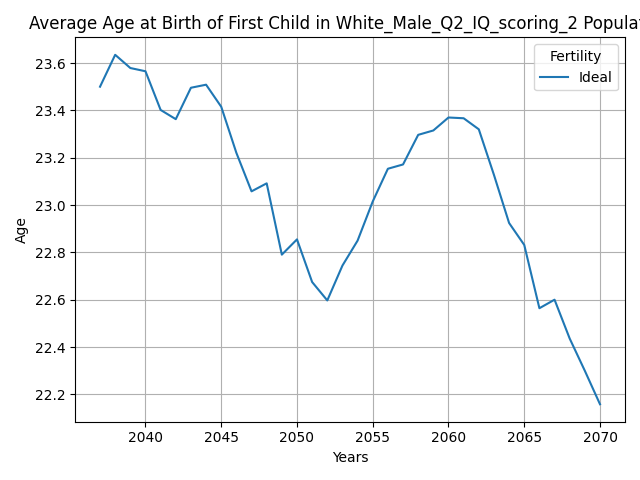 Average Age at Birth of First Child in White_Male_Q2_IQ_scoring_2 Popula
Fertility
Ideal
23.6
23.4
23.2
23.0
22.8
22.6
22.4
22.2
Age
2040 2045 2050 2055 2060 2065 2070
Years